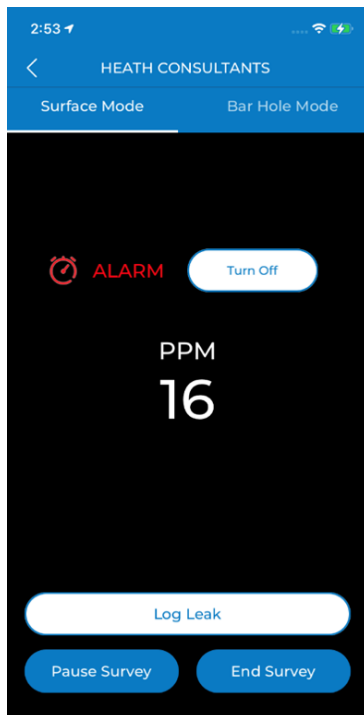 2:53
HEATH CONSULTANTS
Surface Mode Bar Hole Mode
ALARM Turn Off
PPM
16
Log Leak
Pause Survey End Survey